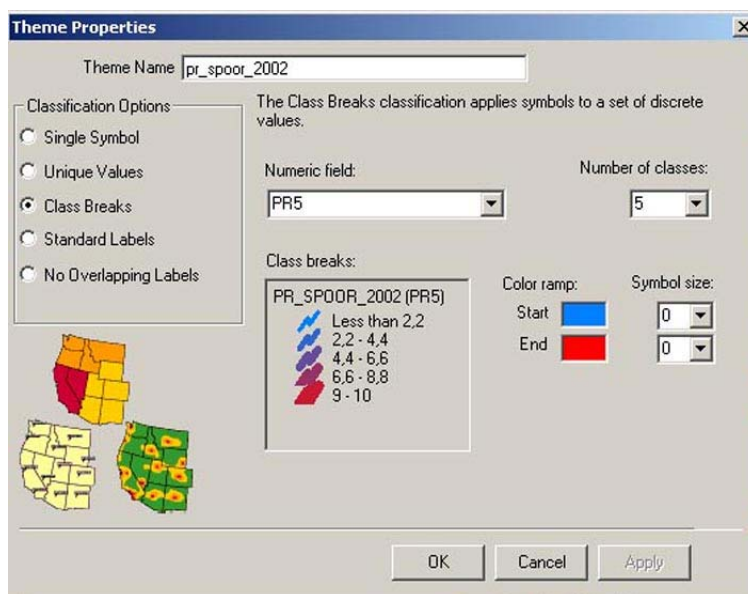 Theme Properties
Theme Name pr_spoor_2002
Classification Options
Single Symbol
Unique Values
Class Breaks
Standard Labels
No Overlapping Labels
The Class Breaks classification applies symbols to a set of discrete
values.
Numeric field:
PR5
Number of classes:
5
Class breaks:
PR_SPOOR_2002 (PR5)
Less than 2,2
2,2 - 4,4
4,4 - 6,6
6,6 - 8,8
9 - 10
Color ramp:
Start
End
Symbol size:
0
0
OK
Cancel
Apply